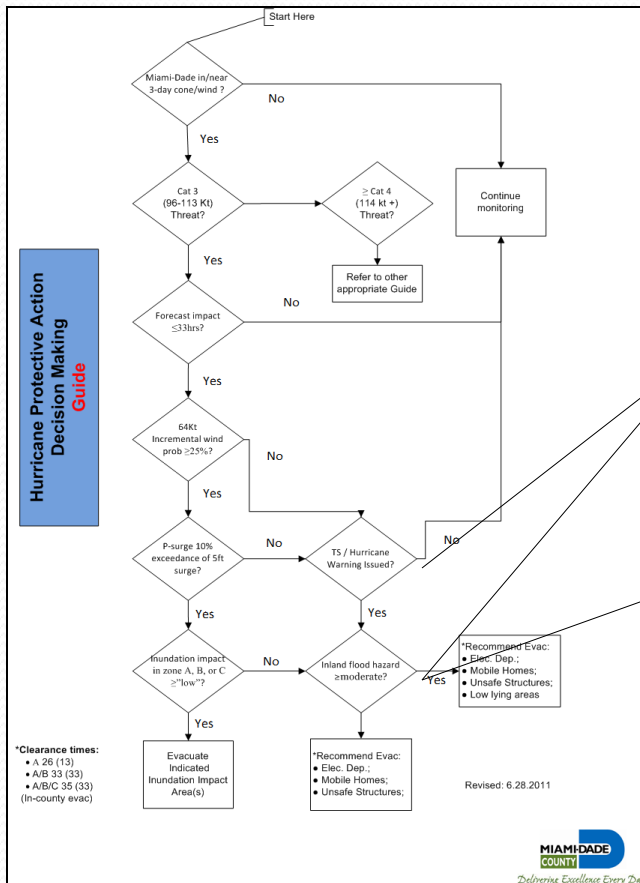 Start Here
Miami-Dade in/near
3-day cone/wind ?
No
Yes
Cat 3
(96-113 Kt)
Threat?
≥ Cat 4
(114 kt +)
Threat?
Continue
monitoring
Yes
Refer to other
appropriate Guide
Hurricane Protective Action
Decision Making
Guide
Forecast impact
≤33hrs?
No
Yes
64Kt
Incremental wind
prob ≥25%?
No
Yes
P-surge 10%
exceedance of 5ft
surge?
No
TS / Hurricane
Warning Issued?
No
Yes
Yes
Inundation impact
in zone A, B, or C
≥"low"?
No
Inland flood hazard
≥moderate?
Yes
*Recommend Evac:
● Elec. Dep.;
● Mobile Homes;
● Unsafe Structures;
● Low lying areas
Yes
*Clearance times:
• A 26 (13)
• A/B 33 (33)
• A/B/C 35 (33)
(In-county evac)
Evacuate
Indicated
Inundation Impact
Area(s)
*Recommend Evac:
● Elec. Dep.;
● Mobile Homes;
● Unsafe Structures;
Revised: 6.28.2011
MIAMI-DADE
COUNTY
Delivering Excellence Every Da